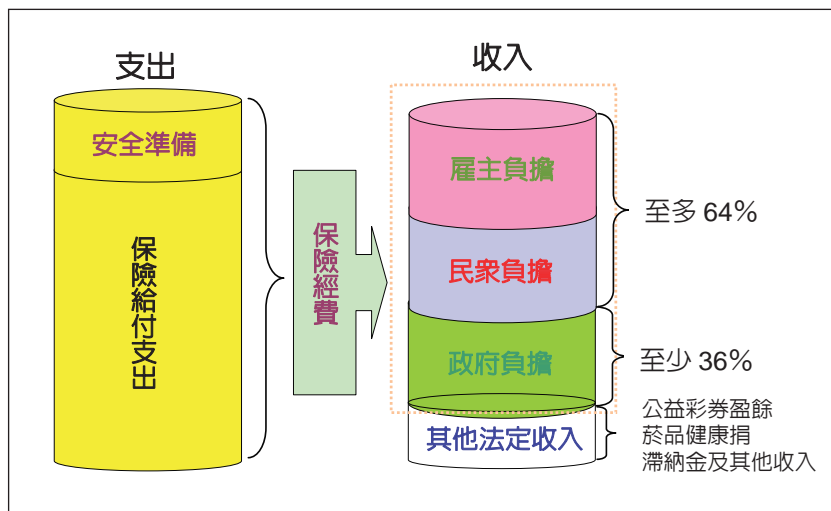 支出
安全準備
保險給付支出
保險經費
收入
雇主負擔
民眾負擔
政府負擔
其他法定收入
至多 64%
至少 36%
公益彩券盈餘
菸品健康捐
滯納金及其他收入